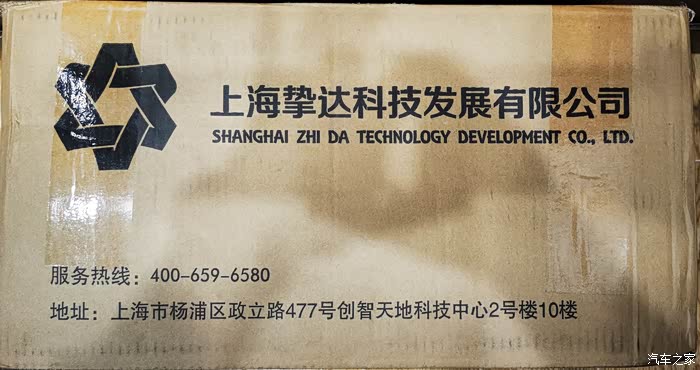 上海挚达科技发展有限公司
SHANGHAI ZHI DA TECHNOLOGY DEVELOPMENT CO., LTD.
服务热线：400-659-6580
地址：上海市杨浦区政立路477号创智天地科技中心2号楼10楼
汽车之家